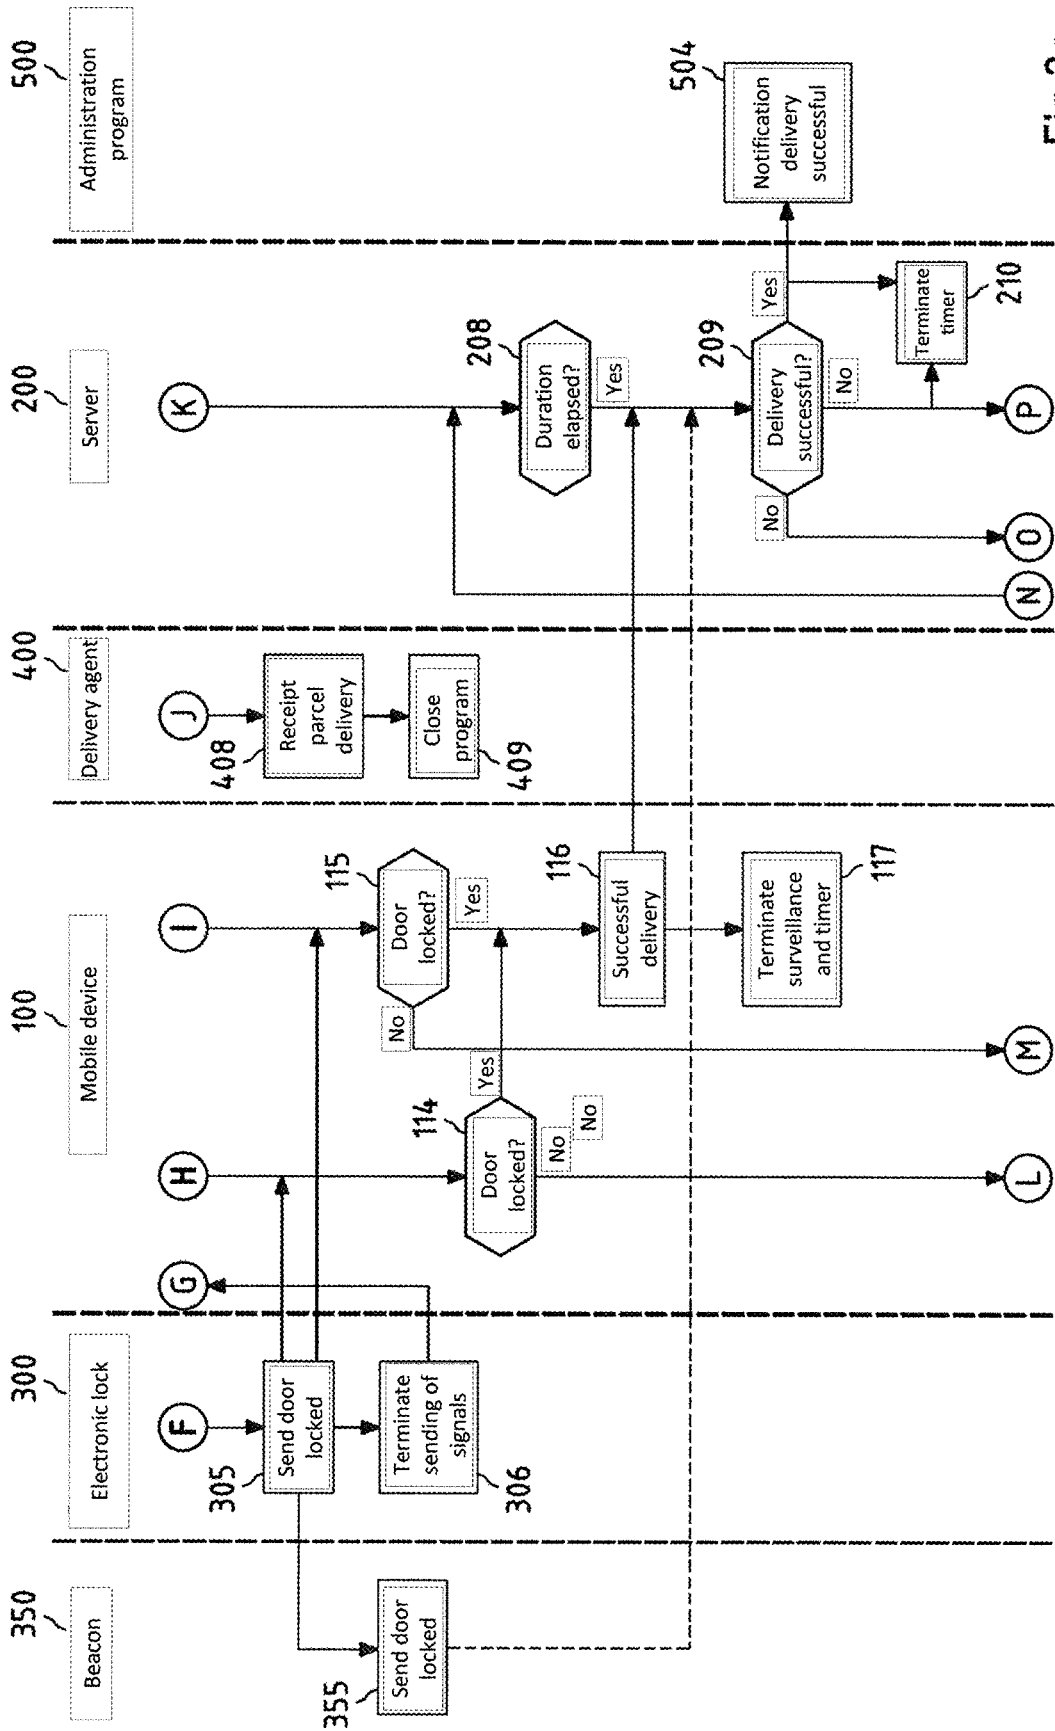 350
Beacon
300
Electronic lock
100
Mobile device
400
Delivery agent
200
Server
500
Administration
program
F
G
H
I
J
K
305
Send door
locked
306
Terminate
sending of
signals
355
Send door
locked
114
Door
locked?
Yes
No
No
115
Door
locked?
No
Yes
116
Successful
delivery
117
Terminate
surveillance
and timer
408
Receipt
parcel
delivery
409
Close
program
208
Duration
elapsed?
Yes
209
Delivery
successful?
No
No
Yes
210
Terminate
timer
504
Notification
delivery
successful
L
M
N
O
P